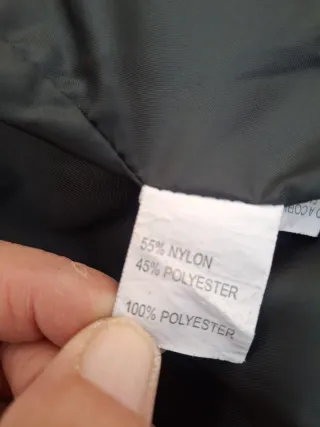 55% NYLON
45% POLYESTER
100% POLYESTER